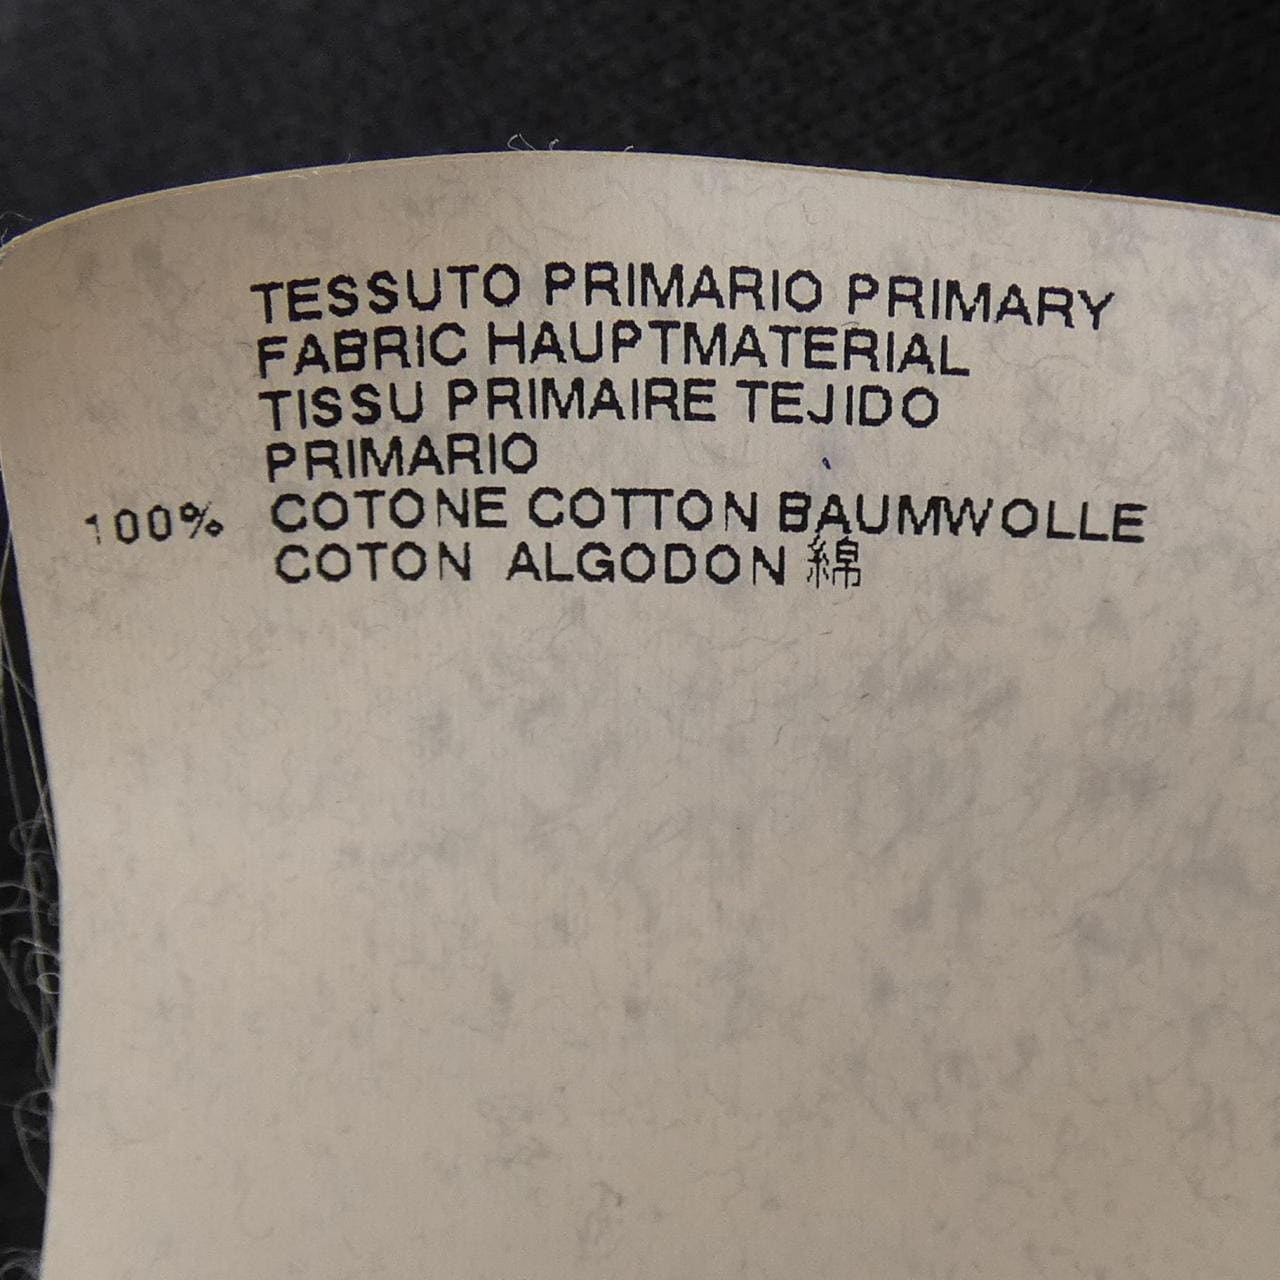 TESSUTO PRIMARIO PRIMARY
FABRIC HAUPTMATERIAL
TISSU PRIMAIRE TEJIDO
PRIMARIO
100% COTONE COTTON BAUMWOLLE
COTON ALGODON 綿